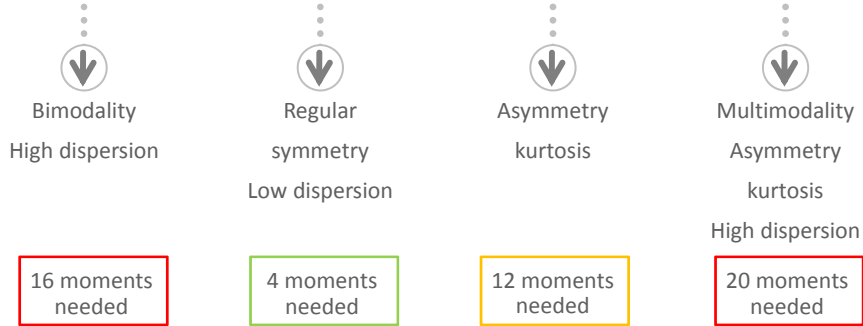 Bimodality
High dispersion
16 moments
needed
Regular
symmetry
Low dispersion
4 moments
needed
Asymmetry
kurtosis
12 moments
needed
Multimodality
Asymmetry
kurtosis
High dispersion
20 moments
needed